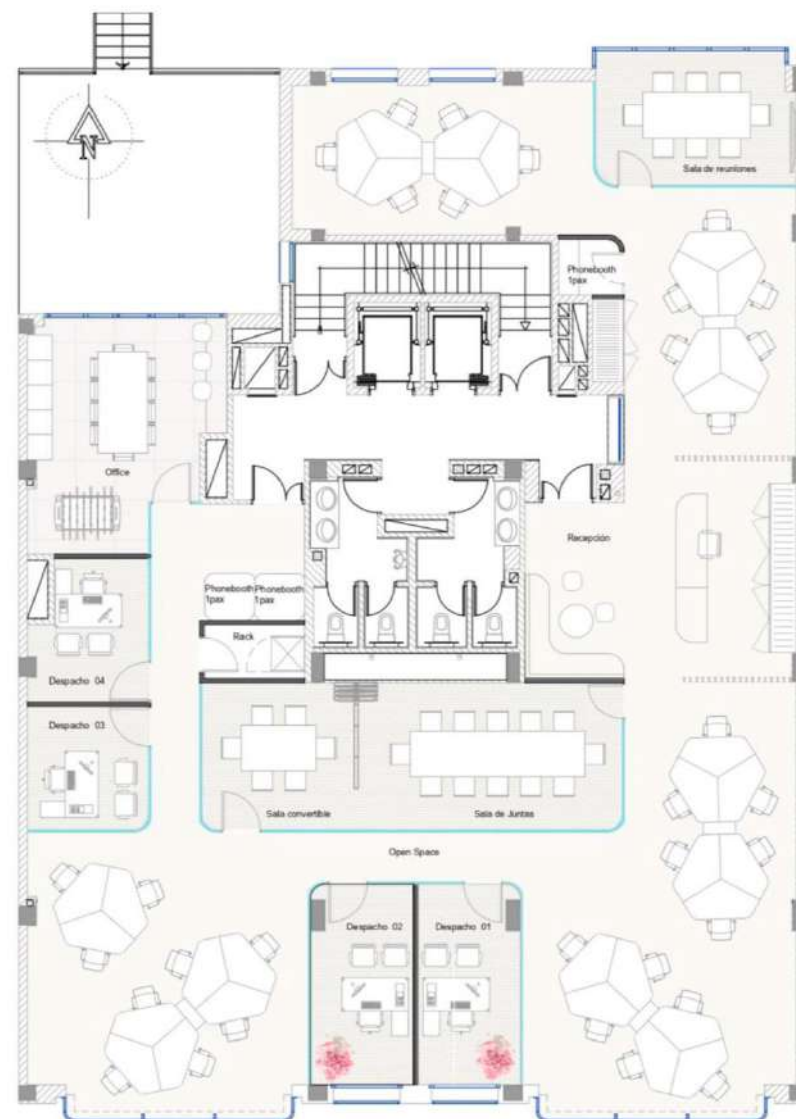 N
Sala de reuniones
Phonebooth
1pax
Office
Recepción
Phonebooth
1pax
Phonebooth
1pax
Rack
Despacho 04
Despacho 03
Sala convertible
Sala de Juntas
Open Space
Despacho 02
Despacho 01